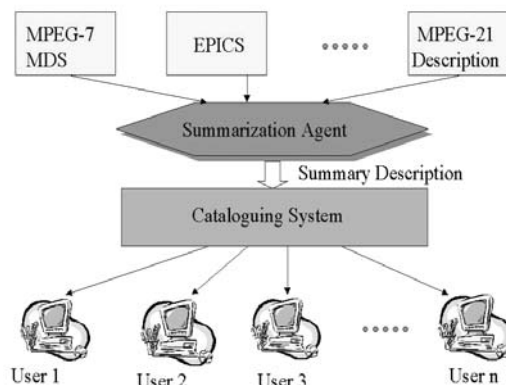 MPEG-7
MDS
EPICS
MPEG-21
Description
Summarization Agent
Summary Description
Cataloguing System
User 1
User 2
User 3
User n